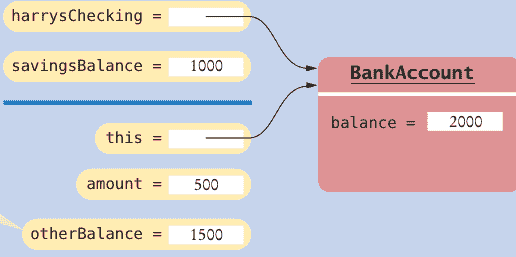 harrysChecking =
savingsBalance = 1000
BankAccount
balance = 2000
this =
amount = 500
otherBalance = 1500